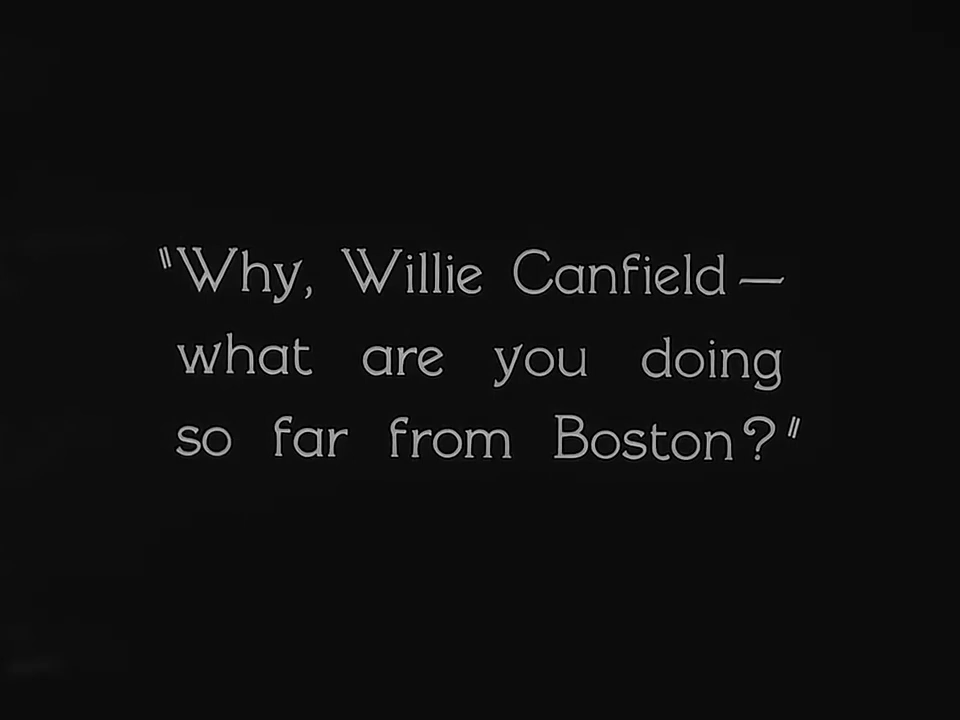 "Why, Willie Canfield—
what are you doing
so far from Boston?"